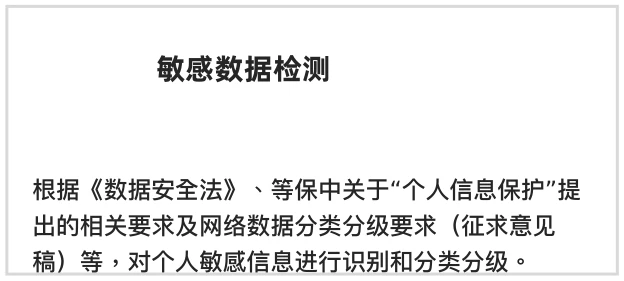 敏感数据检测
根据《数据安全法》、等保中关于“个人信息保护”提
出的相关要求及网络数据分类分级要求（征求意见
稿）等，对个人敏感信息进行识别和分类分级。